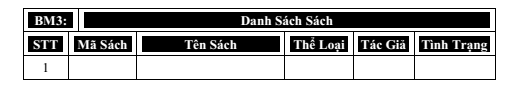 BM3: Danh Sách Sách
STT Mã Sách Tên Sách Thể Loại Tác Giả Tình Trạng
1